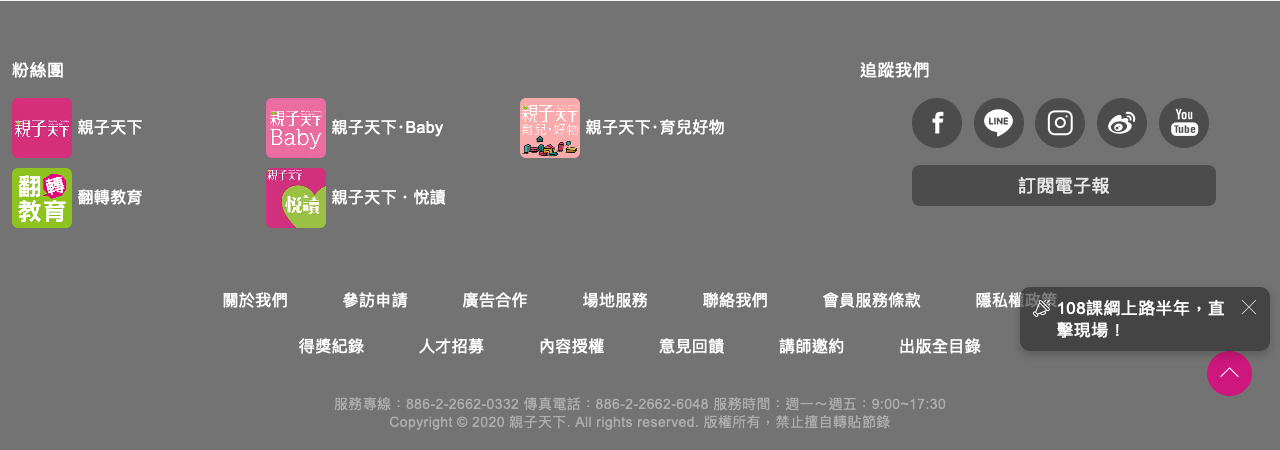 粉絲團
追蹤我們
親子天下
親子天下
親子天下
Baby
親子天下·Baby
親子天下
育兒·好物
親子天下·育兒好物
LINE
You
Tube
翻轉
教育
翻轉教育
親子天下
悅讀
親子天下．悅讀
訂閱電子報
關於我們 參訪申請 廣告合作 場地服務 聯絡我們 會員服務條款 隱私權政策
108課綱上路半年，直
擊現場！
得獎紀錄 人才招募 內容授權 意見回饋 講師邀約 出版全目錄
服務專線：886-2-2662-0332 傳真電話：886-2-2662-6048 服務時間：週一～週五：9:00~17:30
Copyright © 2020 親子天下. All rights reserved. 版權所有，禁止擅自轉貼節錄